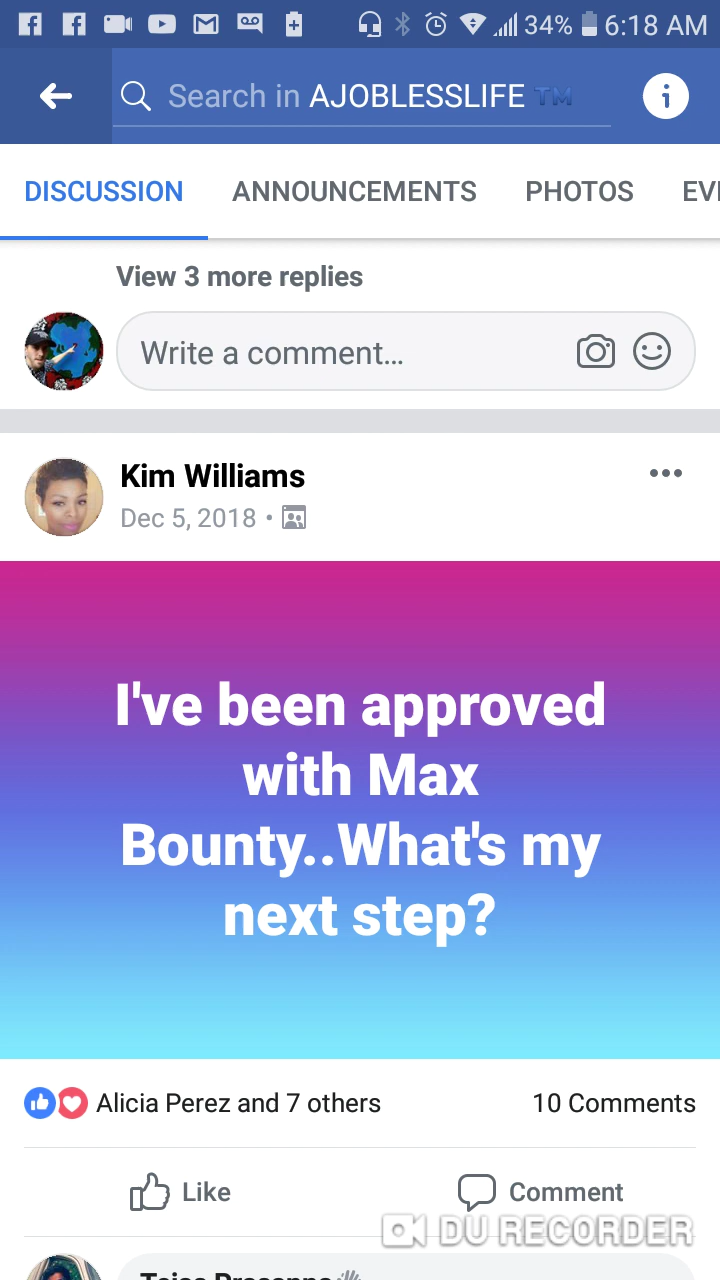 34% 6:18 AM
Search in AJOBLESSLIFE TM
DISCUSSION ANNOUNCEMENTS PHOTOS EVE
View 3 more replies
Write a comment...
Kim Williams
Dec 5, 2018 •
I've been approved
with Max
Bounty..What's my
next step?
Alicia Perez and 7 others 10 Comments
Like Comment
DU RECORDER